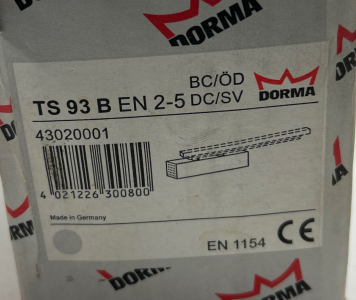 DORMA
BC/ÖD
TS 93 B EN 2-5 DC/SV
DORMA
43020001
4 021226 300800
Made in Germany
EN 1154 CE
DORMA